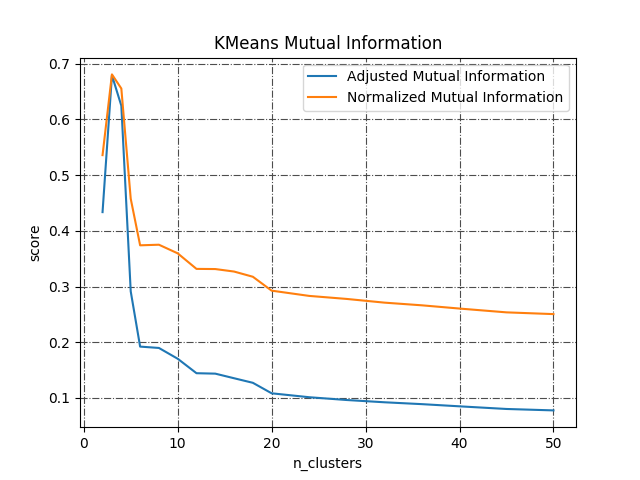 KMeans Mutual Information
Adjusted Mutual Information
Normalized Mutual Information
0.7
0.6
0.5
0.4
0.3
0.2
0.1
score
0 10 20 30 40 50
n_clusters